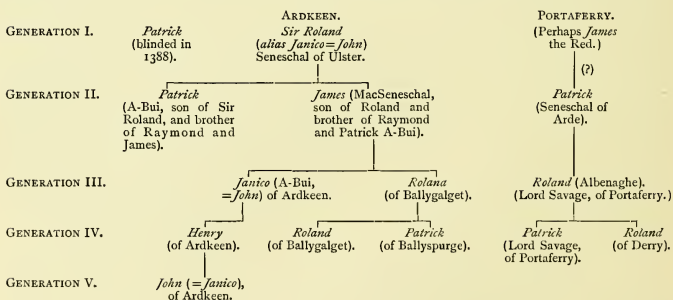 ARDKEEN.
PORTAFERRY.
GENERATION I.
Patrick
(blinded in
1388).
Sir Roland
(alias Janico=John)
Seneschal of Ulster.
(Perhaps James
the Red.)
(?)
GENERATION II.
Patrick
(A-Bui, son of Sir
Roland, and brother
of Raymond and
James).
James (MacSeneschal,
son of Roland and
brother of Raymond
and Patrick A-Bui).
Patrick
(Seneschal of
Arde).
GENERATION III.
Janico (A-Bui,
=John) of Ardkeen.
Rolana
(of Ballygalget).
Roland (Albenaghe).
(Lord Savage, of Portaferry.)
GENERATION IV.
Henry
(of Ardkeen).
Roland
(of Ballygalget).
Patrick
(of Ballyspurge).
Patrick
(Lord Savage,
of Portaferry).
Roland
(of Derry).
GENERATION V.
John (=Janico),
of Ardkeen.